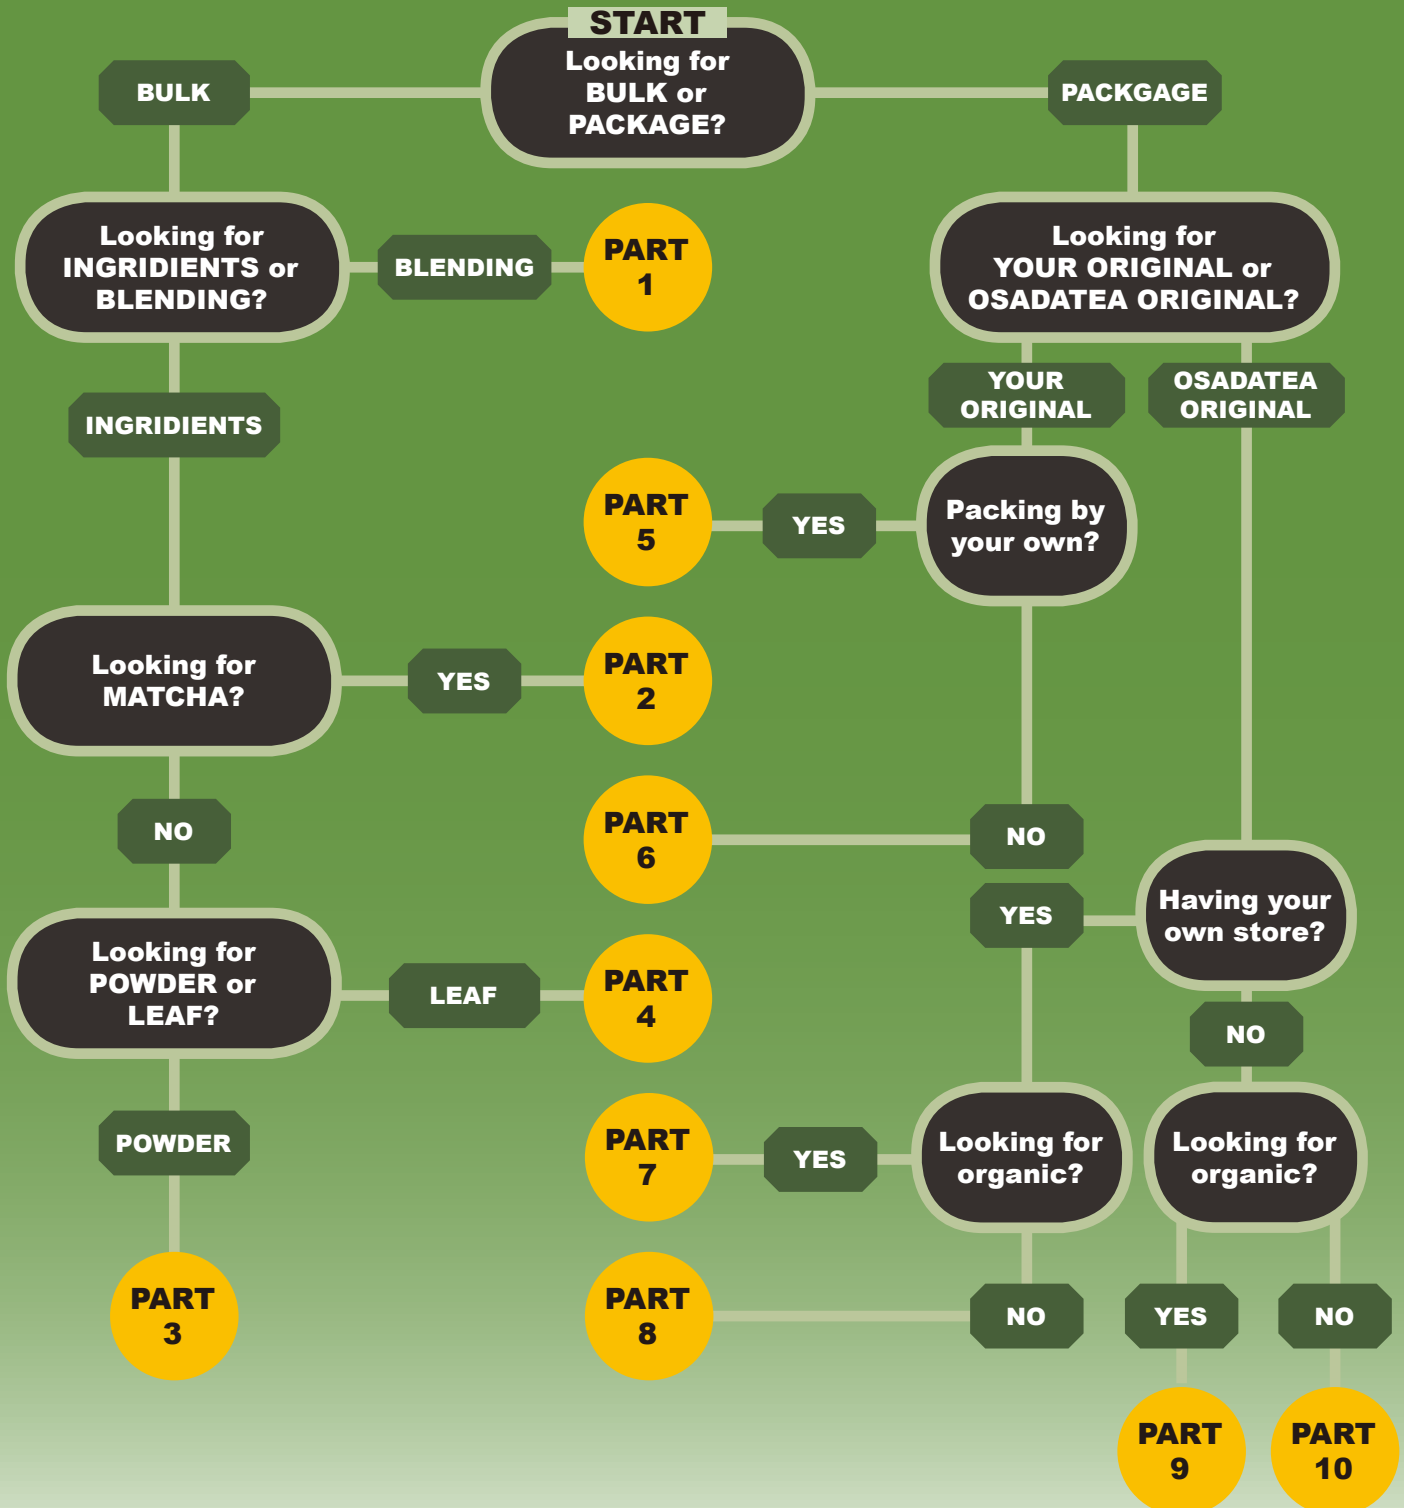 START
Looking for
BULK or
PACKAGE?
BULK
PACKGAGE
Looking for
INGRIDIENTS or
BLENDING?
BLENDING
PART
1
Looking for
YOUR ORIGINAL or
OSADATEA ORIGINAL?
YOUR
ORIGINAL
OSADATEA
ORIGINAL
INGRIDIENTS
PART
5
YES
Packing by
your own?
Looking for
MATCHA?
YES
PART
2
NO
PART
6
NO
YES
Having your
own store?
Looking for
POWDER or
LEAF?
LEAF
PART
4
NO
POWDER
PART
7
YES
Looking for
organic?
Looking for
organic?
PART
3
PART
8
NO
YES
NO
PART
9
PART
10